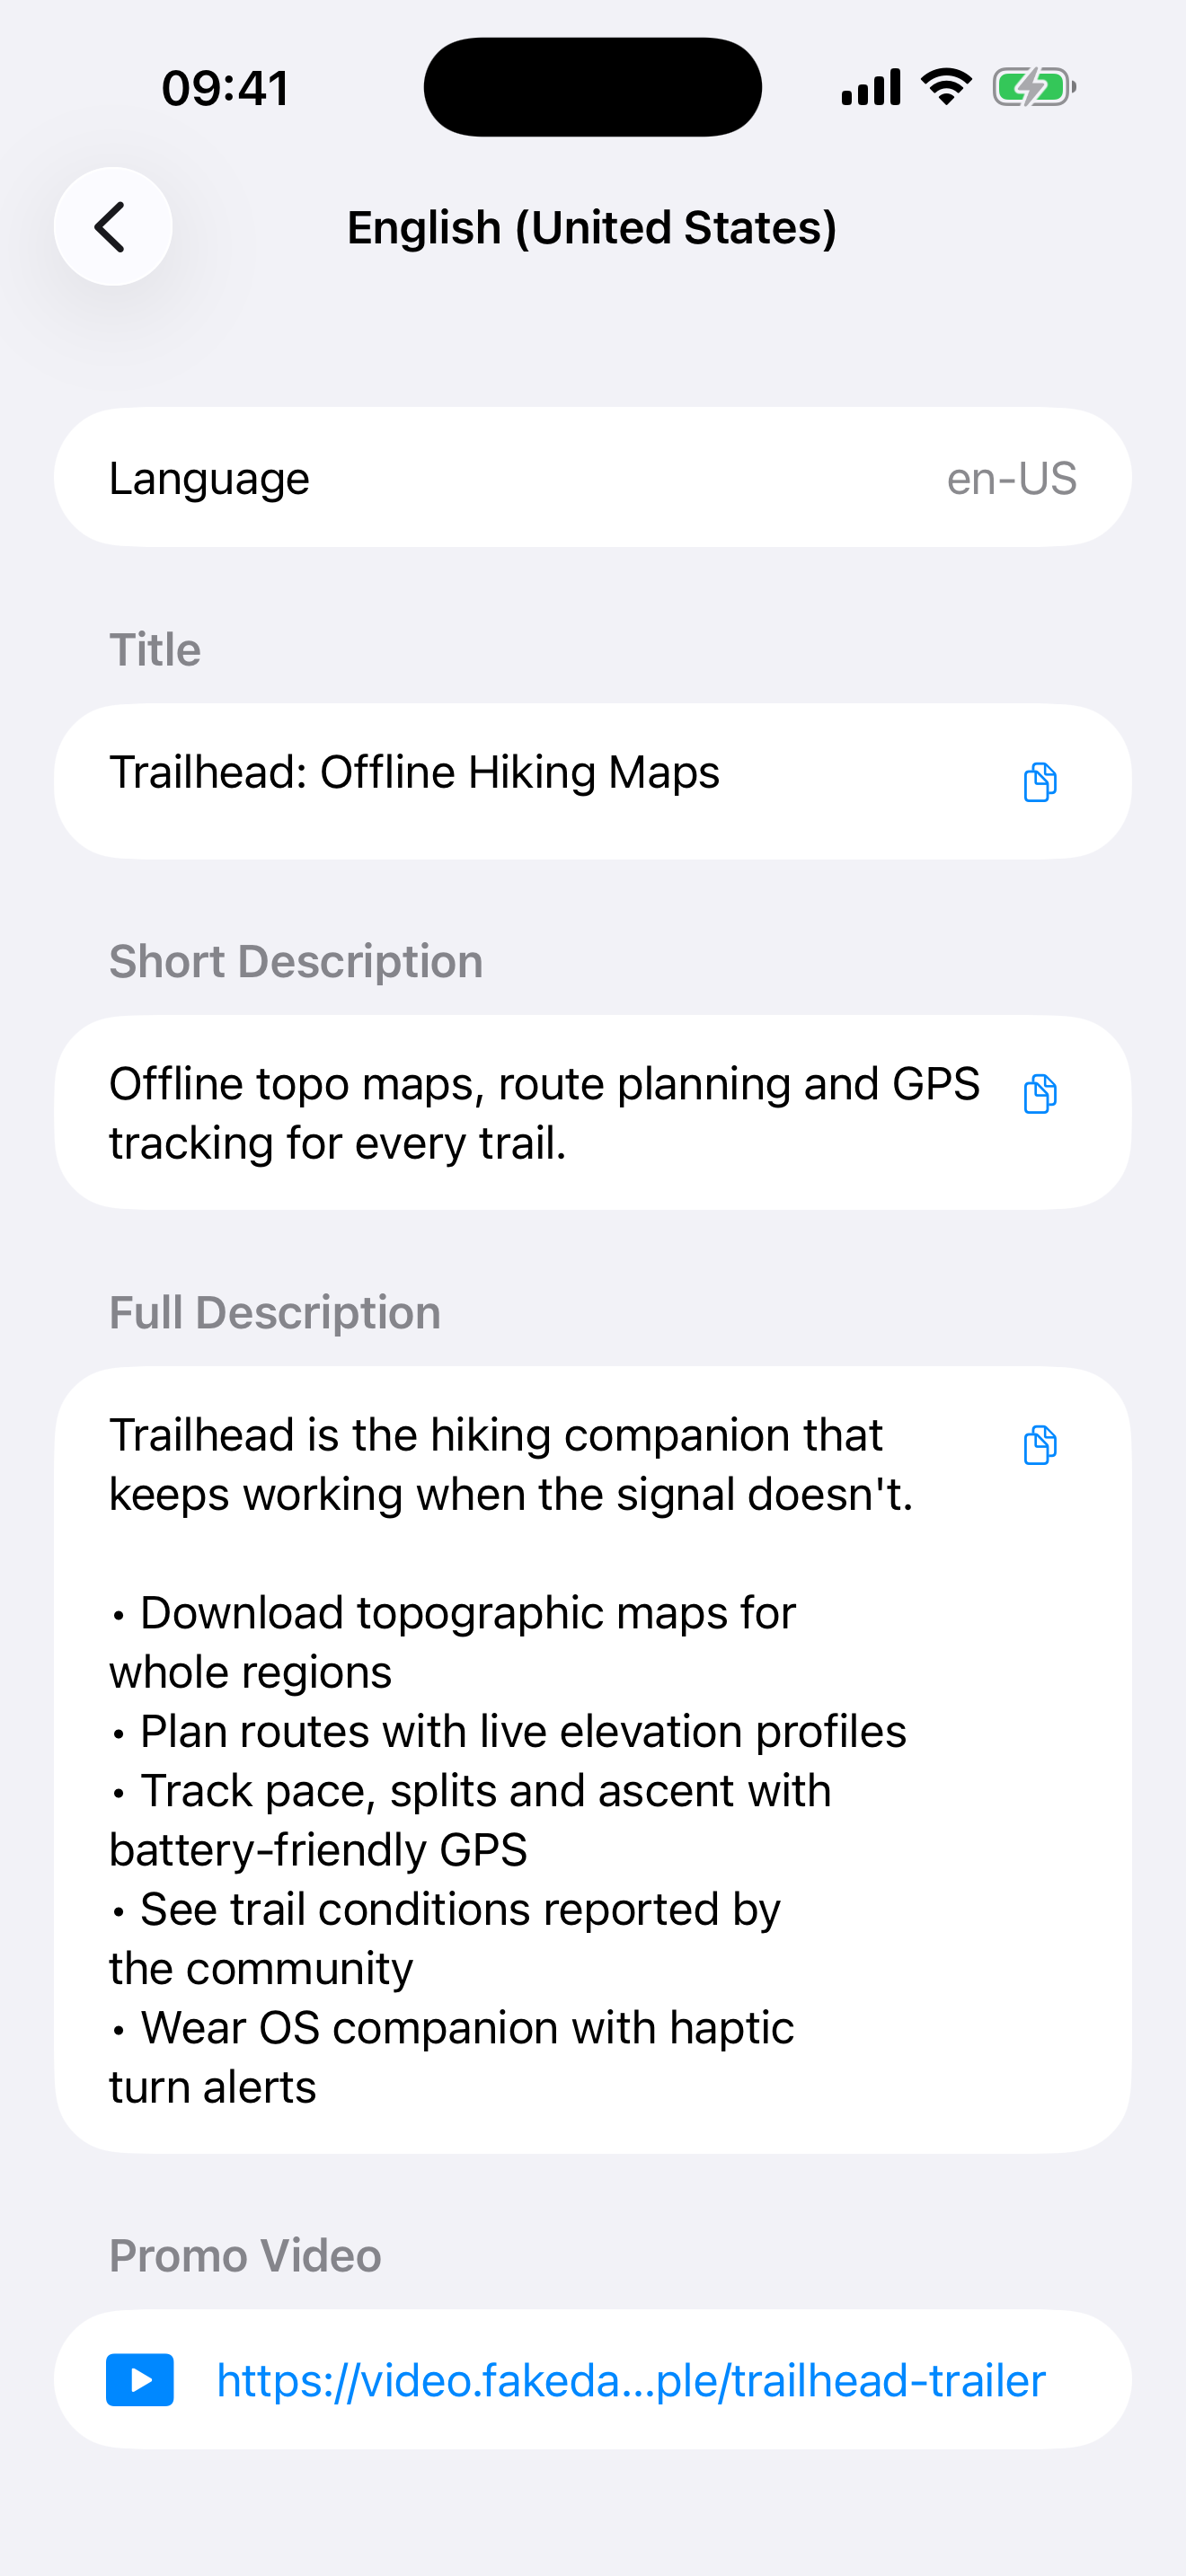 09:41
English (United States)
Language
en-US
Title
Trailhead: Offline Hiking Maps
Short Description
Offline topo maps, route planning and GPS
tracking for every trail.
Full Description
Trailhead is the hiking companion that
keeps working when the signal doesn't.
• Download topographic maps for
whole regions
• Plan routes with live elevation profiles
• Track pace, splits and ascent with
battery-friendly GPS
• See trail conditions reported by
the community
• Wear OS companion with haptic
turn alerts
Promo Video
https://video.fakeda...ple/trailhead-trailer